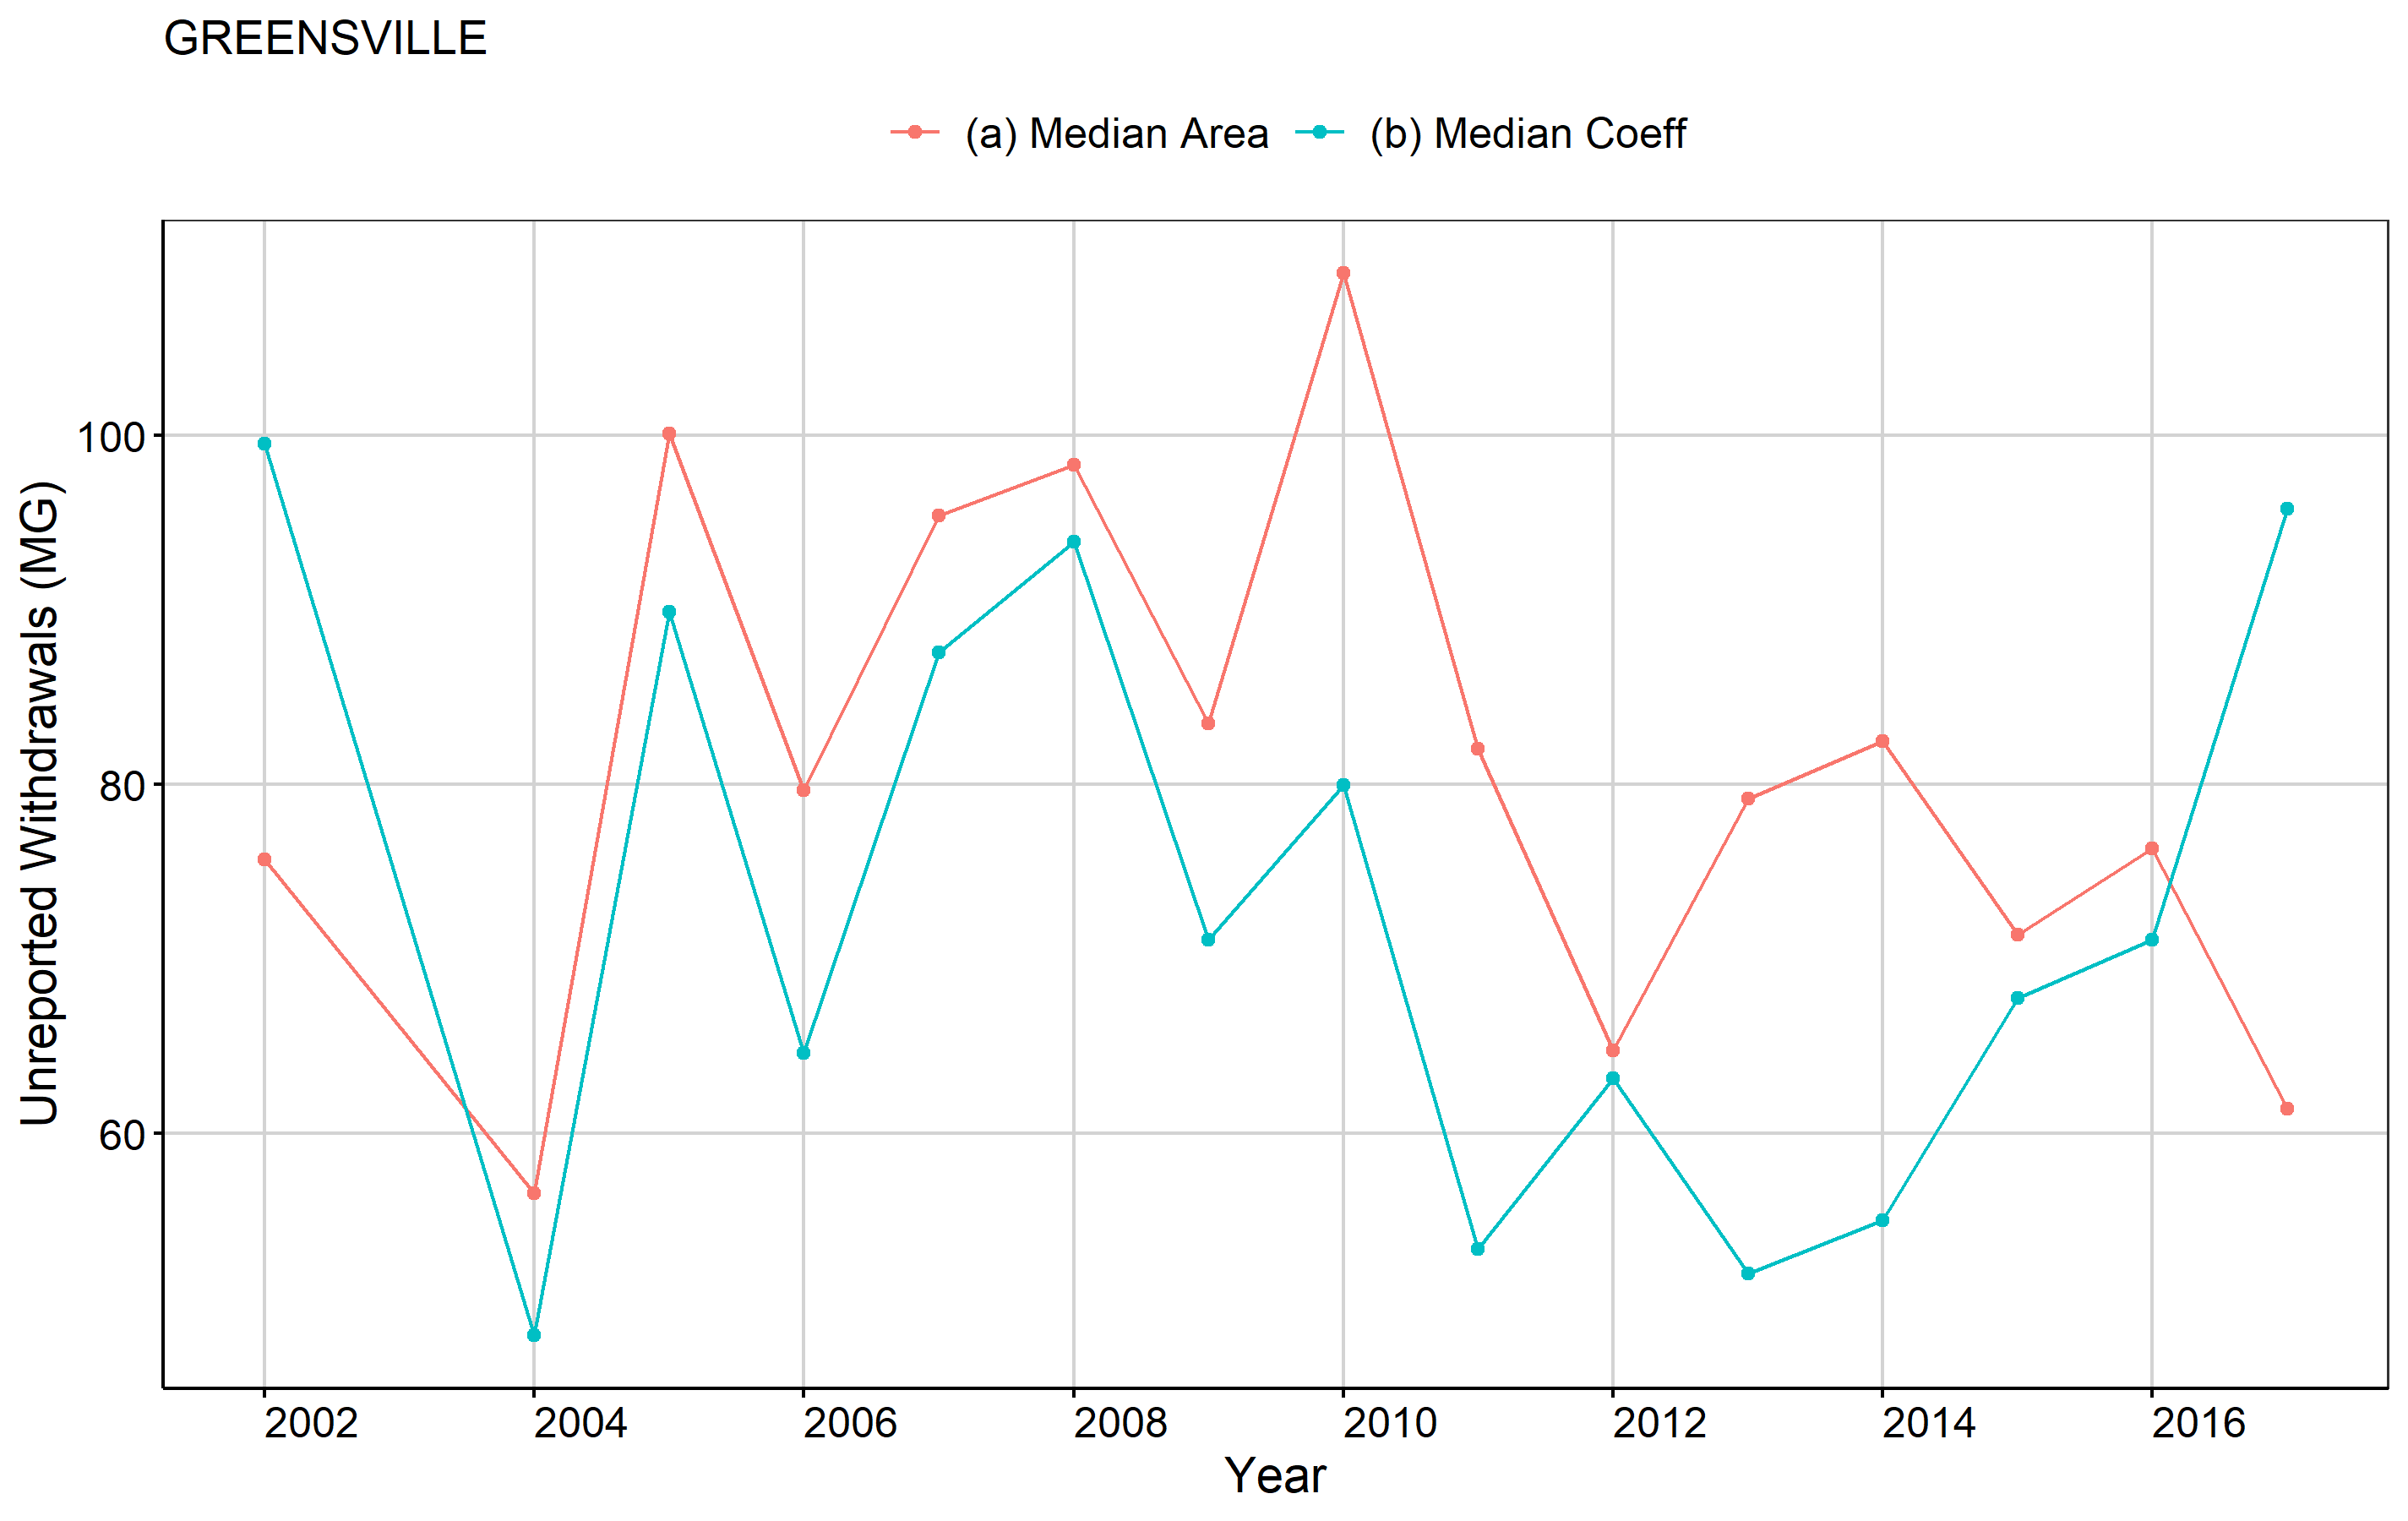 GREENSVILLE
(a) Median Area (b) Median Coeff
Unreported Withdrawals (MG)
100
80
60
2002 2004 2006 2008 2010 2012 2014 2016
Year